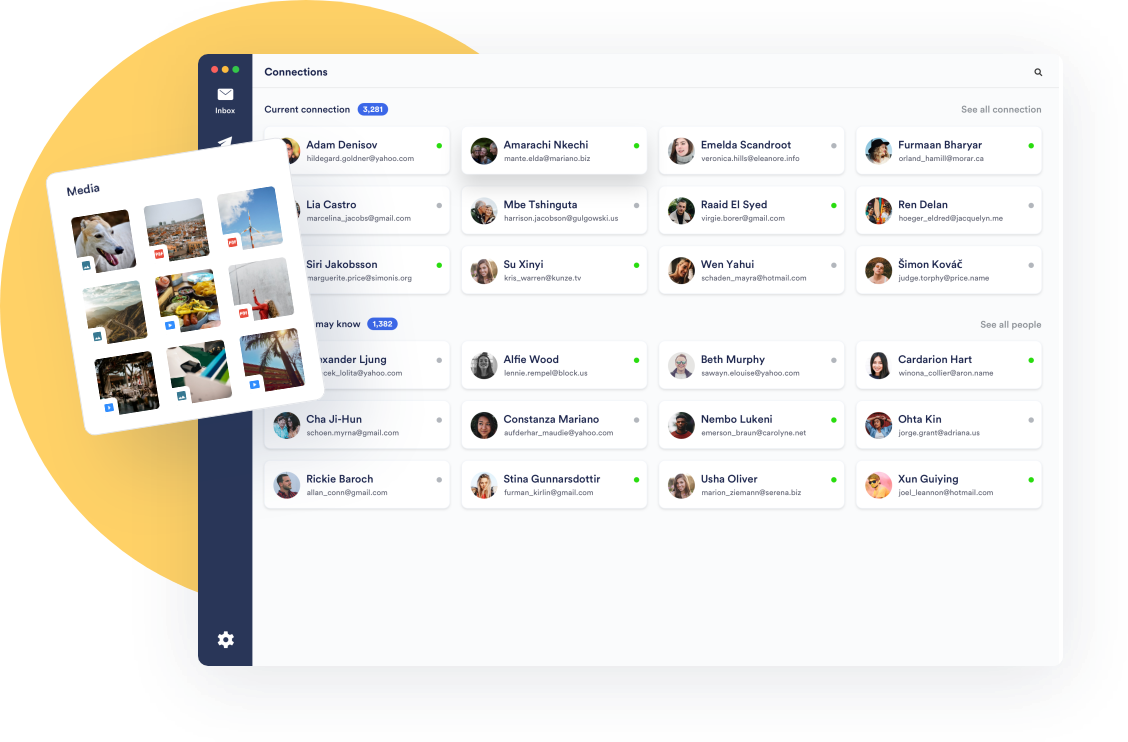 Connections
Inbox
Current connection 3,281 See all connection
Adam Denisov
hildegard.goldner@yahoo.com
Amarachi Nkechi
mante.elda@mariano.biz
Emelda Scandroot
veronica.hills@eleanore.info
Furmaan Bharyar
orland_hamill@morar.ca
Media
PDF
PDF
PDF
Lia Castro
marcelina_jacobs@gmail.com
Mbe Tshinguta
harrison.jacobson@gulgowski.us
Raaid El Syed
virgie.borer@gmail.com
Ren Delan
hoeger_eldred@jacquelyn.me
Siri Jakobsson
marguerite.price@simonis.org
Su Xinyi
kris_warren@kunze.tv
Wen Yahui
schaden_mayra@hotmail.com
Šimon Kováč
judge.torphy@price.name
may know 1,382 See all people
xander Ljung
cek_lolita@yahoo.com
Alfie Wood
lennie.rempel@block.us
Beth Murphy
sawayn.elouise@yahoo.com
Cardarion Hart
winona_collier@aron.name
Cha Ji-Hun
schoen.myrna@gmail.com
Constanza Mariano
aufderhar_maudie@yahoo.com
Nembo Lukeni
emerson_braun@carolyne.net
Ohta Kin
jorge.grant@adriana.us
Rickie Baroch
allan_conn@gmail.com
Stina Gunnarsdottir
furman_kirlin@gmail.com
Usha Oliver
marion_ziemann@serena.biz
Xun Guiying
joel_leannon@hotmail.com